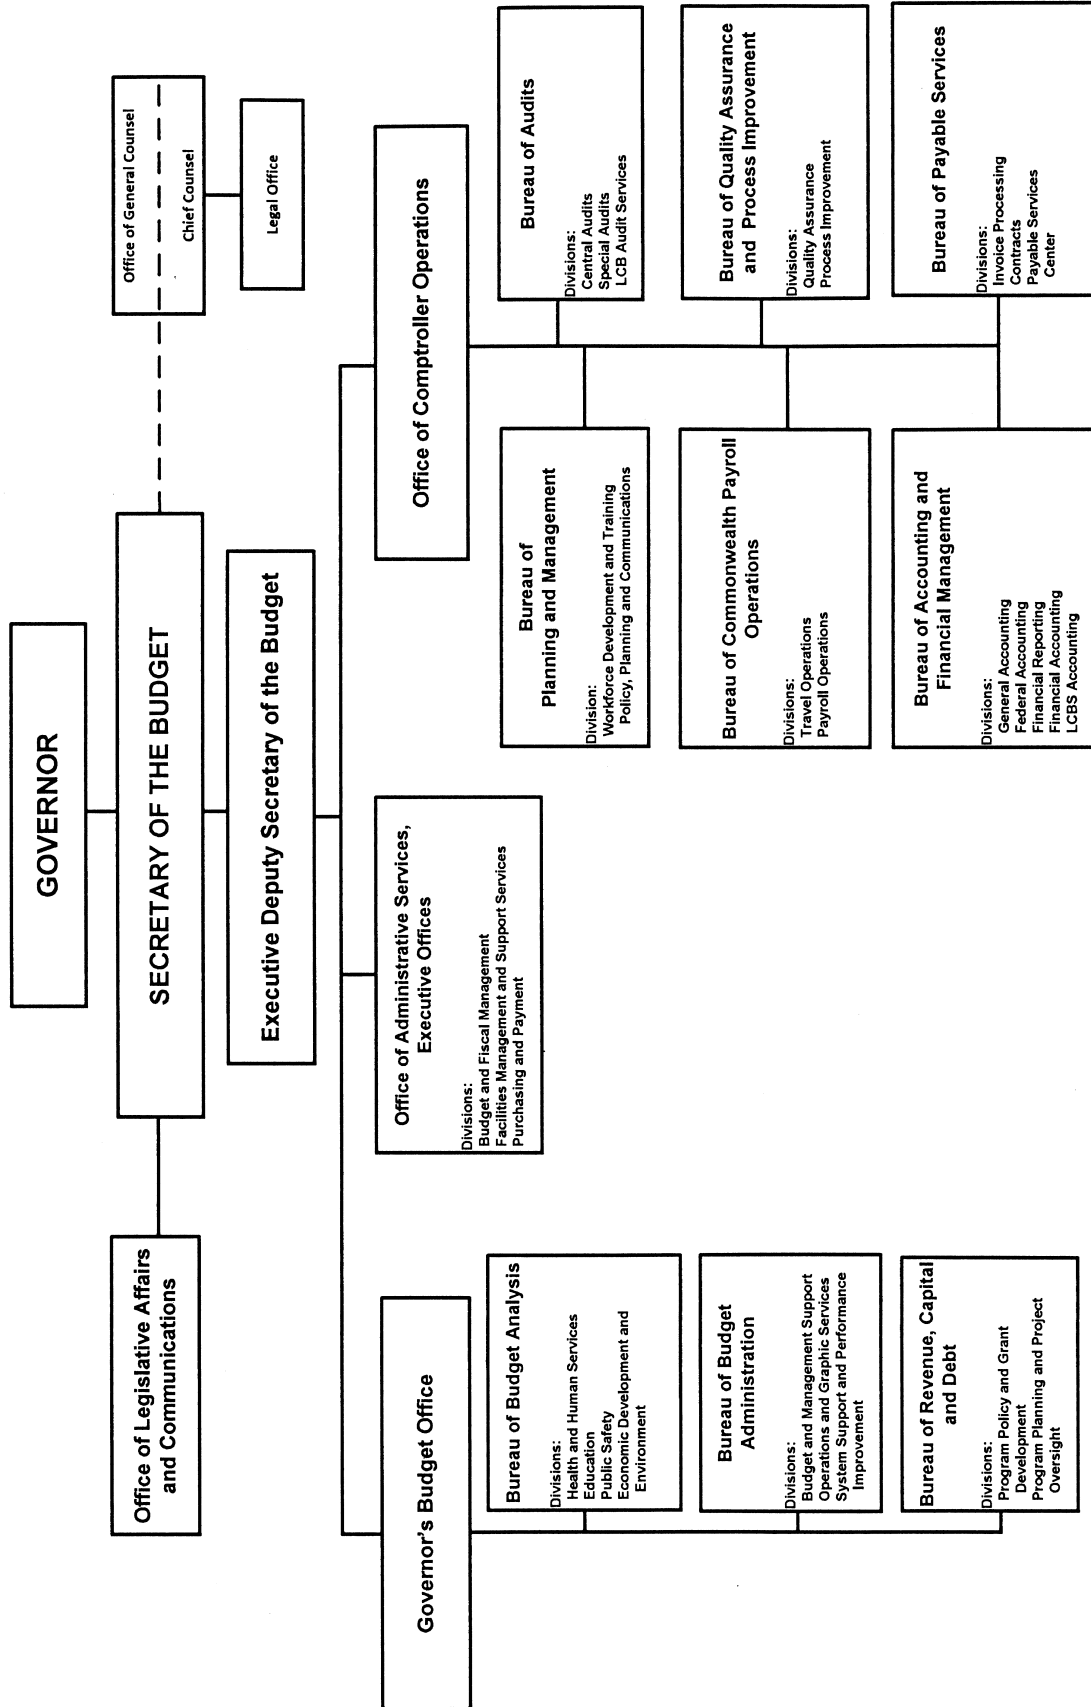 GOVERNOR
SECRETARY OF THE BUDGET
Office of Legislative Affairs
and Communications
Office of General Counsel
Chief Counsel
Legal Office
Executive Deputy Secretary of the Budget
Governor's Budget Office
Bureau of Budget Analysis
Divisions:
Health and Human Services
Education
Public Safety
Economic Development and
Environment
Bureau of Budget
Administration
Divisions:
Budget and Management Support
Operations and Graphic Services
System Support and Performance
Improvement
Bureau of Revenue, Capital
and Debt
Divisions:
Program Policy and Grant
Development
Program Planning and Project
Oversight
Office of Administrative Services,
Executive Offices
Divisions:
Budget and Fiscal Management
Facilities Management and Support Services
Purchasing and Payment
Office of Comptroller Operations
Bureau of
Planning and Management
Division:
Workforce Development and Training
Policy, Planning and Communications
Bureau of Audits
Divisions:
Central Audits
Special Audits
LCB Audit Services
Bureau of Commonwealth Payroll
Operations
Divisions:
Travel Operations
Payroll Operations
Bureau of Quality Assurance
and Process Improvement
Divisions:
Quality Assurance
Process Improvement
Bureau of Accounting and
Financial Management
Divisions:
General Accounting
Federal Accounting
Financial Reporting
Financial Accounting
LCBS Accounting
Bureau of Payable Services
Divisions:
Invoice Processing
Contracts
Payable Services
Center